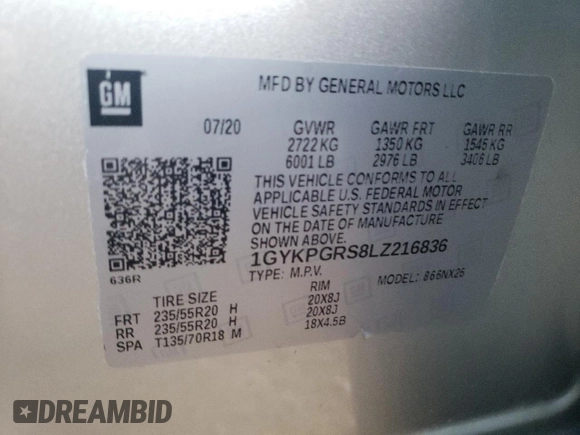 GM
MFD BY GENERAL MOTORS LLC
07/20 GVWR GAWR FRT GAWR RR
2722 KG 1350 KG 1545 KG
6001 LB 2976 LB 3406 LB
THIS VEHICLE CONFORMS TO ALL
APPLICABLE U.S. FEDERAL MOTOR
VEHICLE SAFETY STANDARDS IN EFFECT
ON THE DATE OF MANUFACTURE
SHOWN ABOVE.
1GYKPGRS8LZ216836
TYPE: M.P.V. MODEL: 866NX26
636R
TIRE SIZE RIM
FRT 235/55R20 H 20X8J
RR 235/55R20 H 20X8J
SPA T135/70R18 M 18X4.5B
DREAMBID